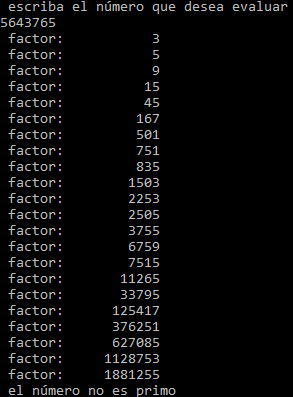 escriba el número que desea evaluar
5643765
factor: 3
factor: 5
factor: 9
factor: 15
factor: 45
factor: 167
factor: 501
factor: 751
factor: 835
factor: 1503
factor: 2253
factor: 2505
factor: 3755
factor: 6759
factor: 7515
factor: 11265
factor: 33795
factor: 125417
factor: 376251
factor: 627085
factor: 1128753
factor: 1881255
el número no es primo